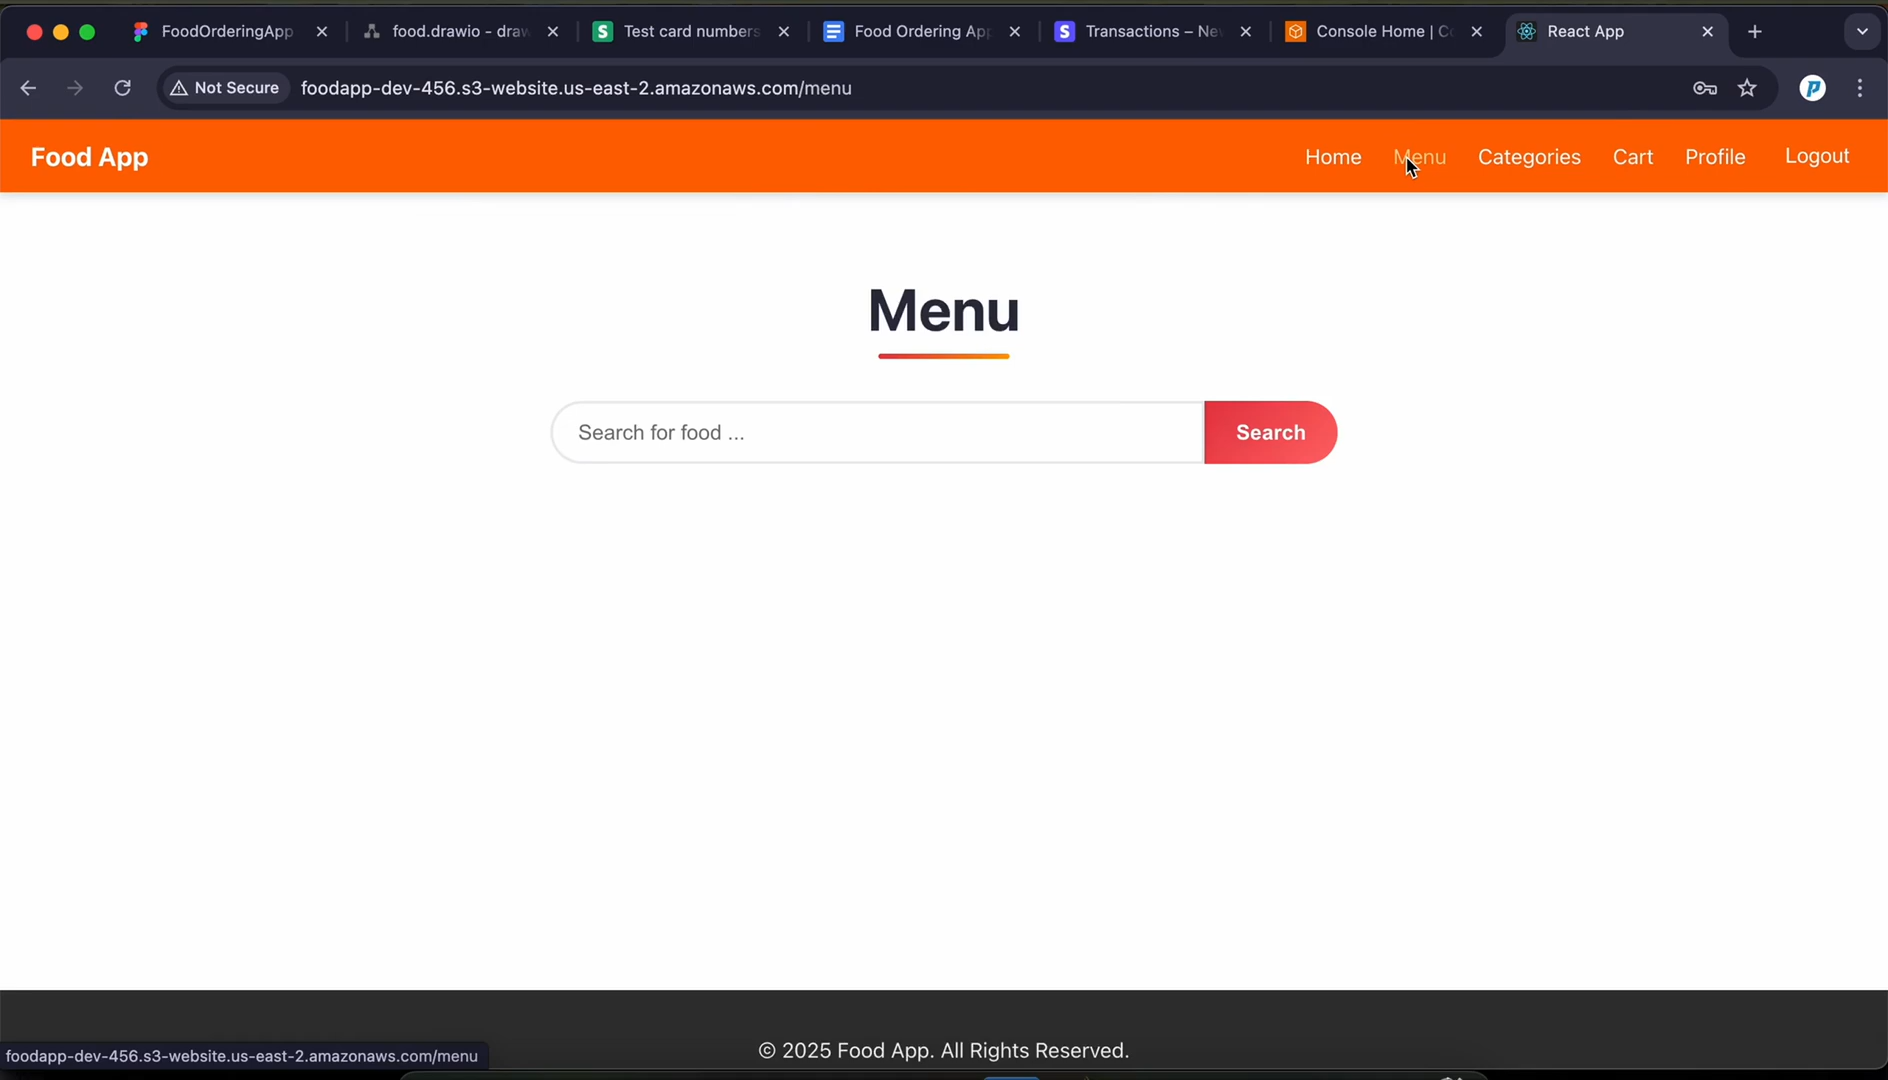 FoodOrderingApp
food.drawio - draw
Test card numbers
Food Ordering App
Transactions – Ne
Console Home | Co
React App
Not Secure
foodapp-dev-456.s3-website.us-east-2.amazonaws.com/menu
Food App
Home
Menu
Categories
Cart
Profile
Logout
Menu
Search for food ...
Search
© 2025 Food App. All Rights Reserved.
foodapp-dev-456.s3-website.us-east-2.amazonaws.com/menu